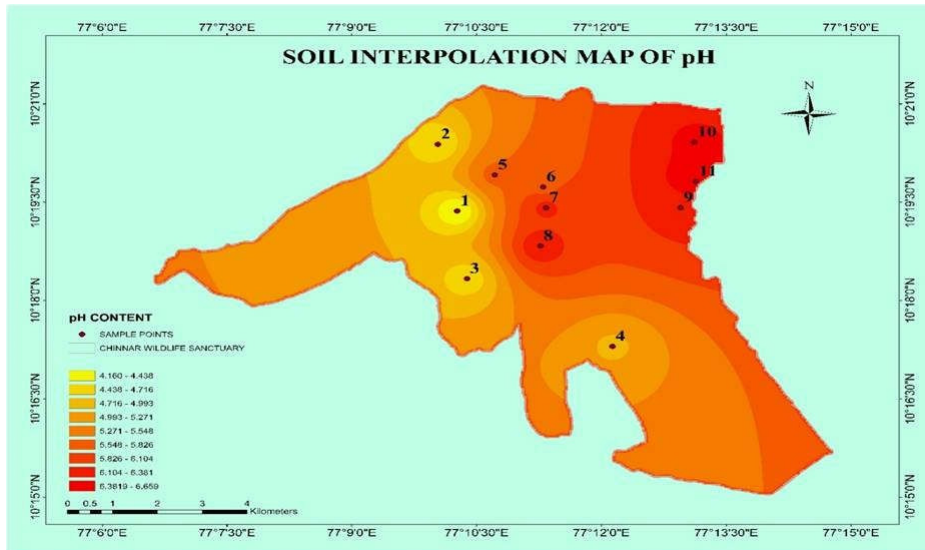 77°6'0"E 77°7'30"E 77°9'0"E 77°10'30"E 77°12'0"E 77°13'30"E 77°15'0"E
SOIL INTERPOLATION MAP OF pH
N
10°21'0"N 10°21'0"N
10
2
5
11
6
10°19'30"N 10°19'30"N
1
7
9
8
3
10°18'0"N 10°18'0"N
pH CONTENT
SAMPLE POINTS
4
CHINNAR WILDLIFE SANCTUARY
4.160 - 4.438
4.438 - 4.716
10°16'30"N 10°16'30"N
4.716 - 4.993
4.993 - 5.271
5.271 - 5.548
5.548 - 5.826
5.826 - 6.104
6.104 - 6.381
6.3819 - 6.659
10°15'0"N 10°15'0"N
0 0.5 1 2 3 4
Kilometers
77°6'0"E 77°7'30"E 77°9'0"E 77°10'30"E 77°12'0"E 77°13'30"E 77°15'0"E